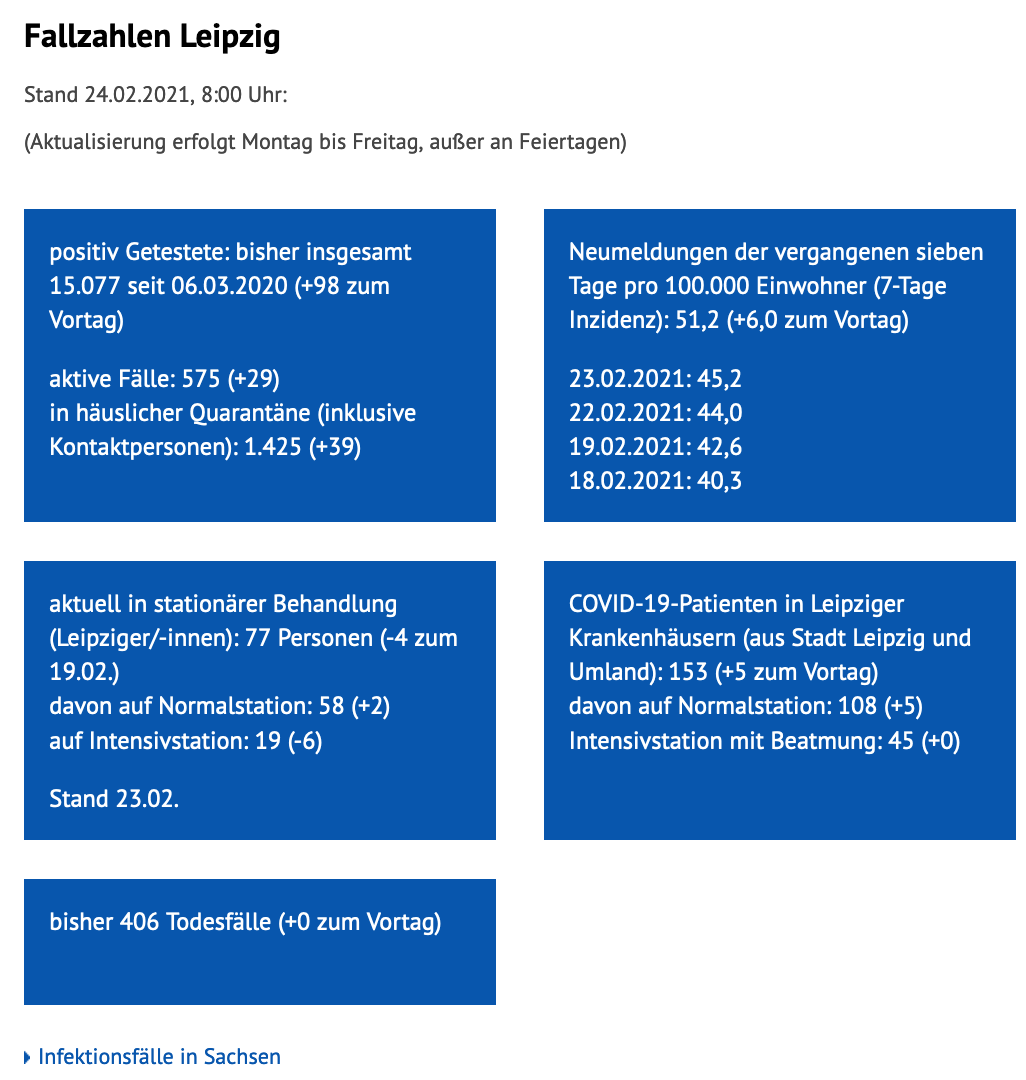 Fallzahlen Leipzig
Stand 24.02.2021, 8:00 Uhr:
(Aktualisierung erfolgt Montag bis Freitag, außer an Feiertagen)
positiv Getestete: bisher insgesamt
15.077 seit 06.03.2020 (+98 zum
Vortag)
aktive Fälle: 575 (+29)
in häuslicher Quarantäne (inklusive
Kontaktpersonen): 1.425 (+39)
Neumeldungen der vergangenen sieben
Tage pro 100.000 Einwohner (7-Tage
Inzidenz): 51,2 (+6,0 zum Vortag)
23.02.2021: 45,2
22.02.2021: 44,0
19.02.2021: 42,6
18.02.2021: 40,3
aktuell in stationärer Behandlung
(Leipziger/-innen): 77 Personen (-4 zum
19.02.)
davon auf Normalstation: 58 (+2)
auf Intensivstation: 19 (-6)
Stand 23.02.
COVID-19-Patienten in Leipziger
Krankenhäusern (aus Stadt Leipzig und
Umland): 153 (+5 zum Vortag)
davon auf Normalstation: 108 (+5)
Intensivstation mit Beatmung: 45 (+0)
bisher 406 Todesfälle (+0 zum Vortag)
Infektionsfälle in Sachsen